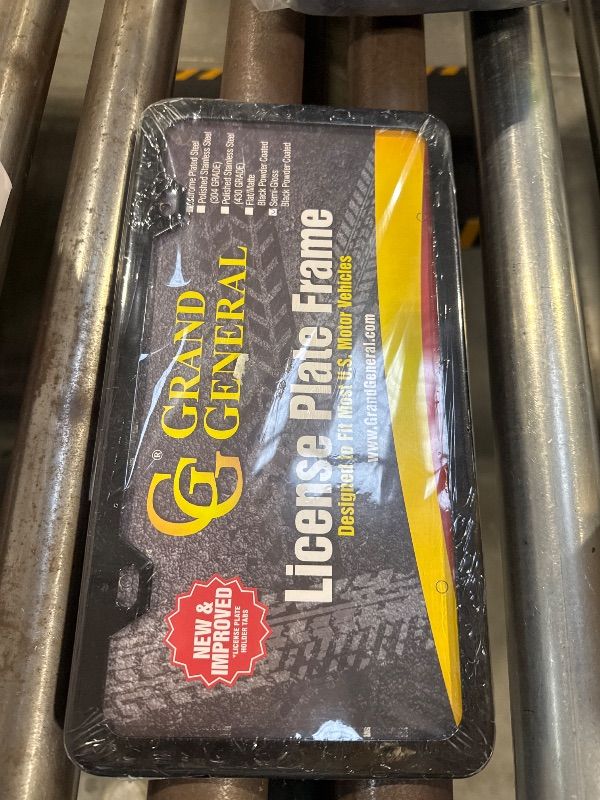 GRAND
GENERAL
GG®
Chrome Plated Steel
Polished Stainless Steel
(304 GRADE)
Polished Stainless Steel
(430 GRADE)
Flat/Matte
Black Powder Coated
Semi-Gloss
Black Powder Coated
NEW &
IMPROVED
*LICENSE PLATE
HOLDER TABS
License Plate Frame
Designed to Fit Most U.S. Motor Vehicles
www.GrandGeneral.com